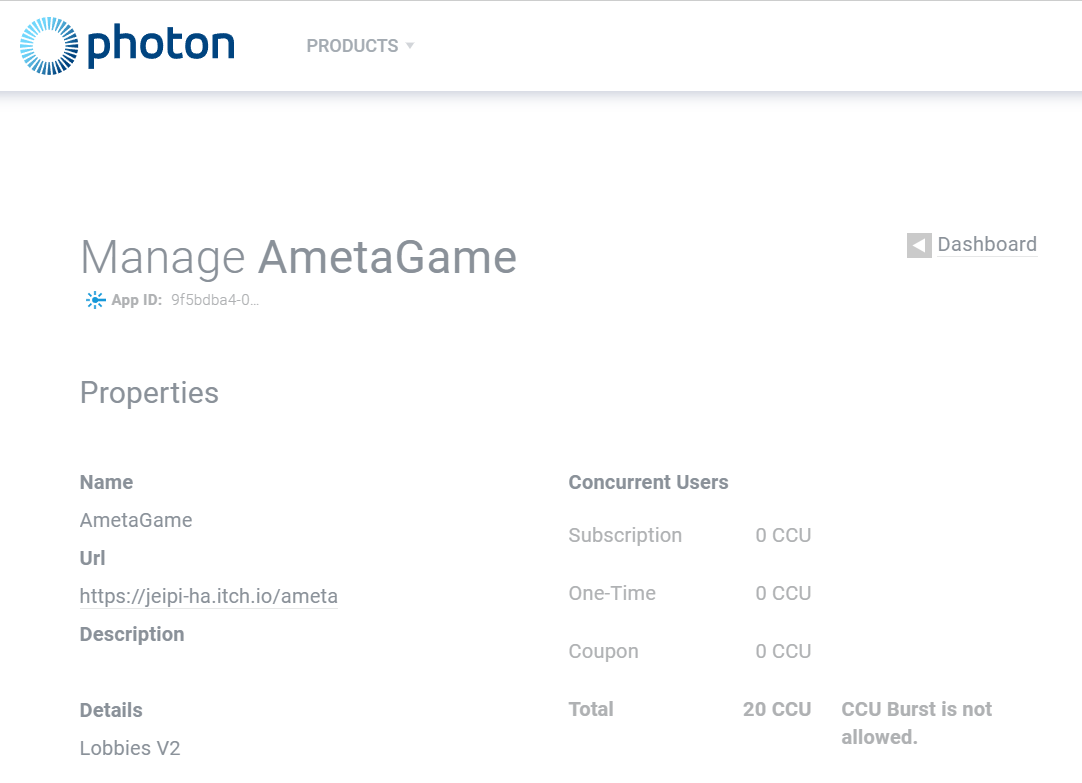 photon
PRODUCTS
Manage AmetaGame
Dashboard
App ID: 9f5bdba4-0...
Properties
Name
AmetaGame
Url
https://jeipi-ha.itch.io/ameta
Description
Details
Lobbies V2
Concurrent Users
Subscription 0 CCU
One-Time 0 CCU
Coupon 0 CCU
Total 20 CCU CCU Burst is not
allowed.